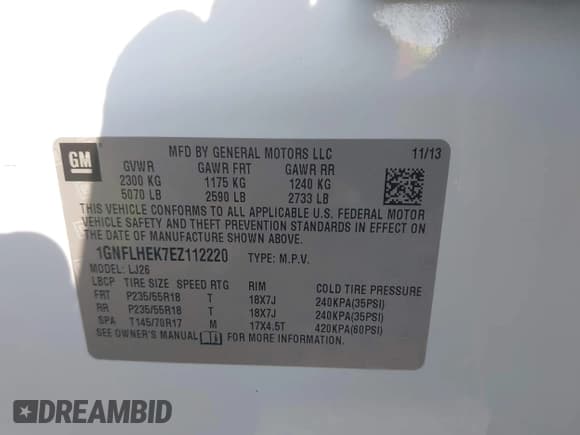 GM
MFD BY GENERAL MOTORS LLC 11/13
GVWR GAWR FRT GAWR RR
2300 KG 1175 KG 1240 KG
5070 LB 2590 LB 2733 LB
THIS VEHICLE CONFORMS TO ALL APPLICABLE U.S. FEDERAL MOTOR
VEHICLE SAFETY AND THEFT PREVENTION STANDARDS IN EFFECT ON
THE DATE OF MANUFACTURE SHOWN ABOVE.
1GNFLHEK7EZ112220 TYPE: M.P.V.
MODEL: LJ26
LBCP TIRE SIZE SPEED RIM COLD TIRE PRESSURE
FRT P235/55R18 T 18X7J 240KPA(35PSI)
RR P235/55R18 T 18X7J 240KPA(35PSI)
SPA T145/70R17 M 17X4.5T 420KPA(60PSI)
SEE OWNER'S MANUAL FOR MORE INFORMATION.
DREAMBID